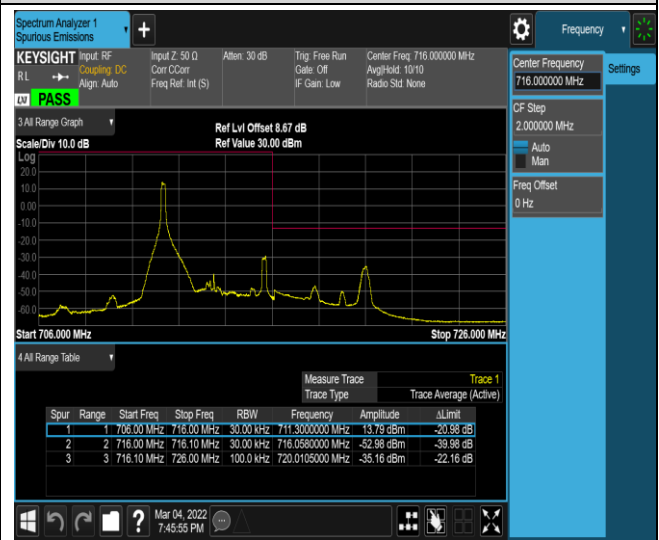 Spectrum Analyzer 1
Spurious Emissions
Frequency
KEYSIGHT Input: RF Input Z: 50 Ω Atten: 30 dB Trig: Free Run Center Freq: 716.000000 MHz
RL Coupling: DC Corr CCorr Gate: Off Avg|Hold: 10/10
Align: Auto Freq Ref: Int (S) IF Gain: Low Radio Std: None
LXI PASS
Center Frequency
716.000000 MHz
Settings
CF Step
2.000000 MHz
Auto
Man
Freq Offset
0 Hz
3 All Range Graph
Ref Lvl Offset 8.67 dB
Scale/Div 10.0 dB Ref Value 30.00 dBm
Log
20.0
10.0
0.00
-10.0
-20.0
-30.0
-40.0
-50.0
-60.0
Start 706.000 MHz Stop 726.000 MHz
4 All Range Table
Measure Trace Trace 1
Trace Type Trace Average (Active)
Spur Range Start Freq Stop Freq RBW Frequency Amplitude ΔLimit
1 1 706.00 MHz 716.00 MHz 30.00 kHz 711.3000000 MHz 13.79 dBm -20.98 dB
2 2 716.00 MHz 716.10 MHz 30.00 kHz 716.0580000 MHz -52.98 dBm -39.98 dB
3 3 716.10 MHz 726.00 MHz 100.0 kHz 720.0105000 MHz -35.16 dBm -22.16 dB
Mar 04, 2022
7:45:55 PM